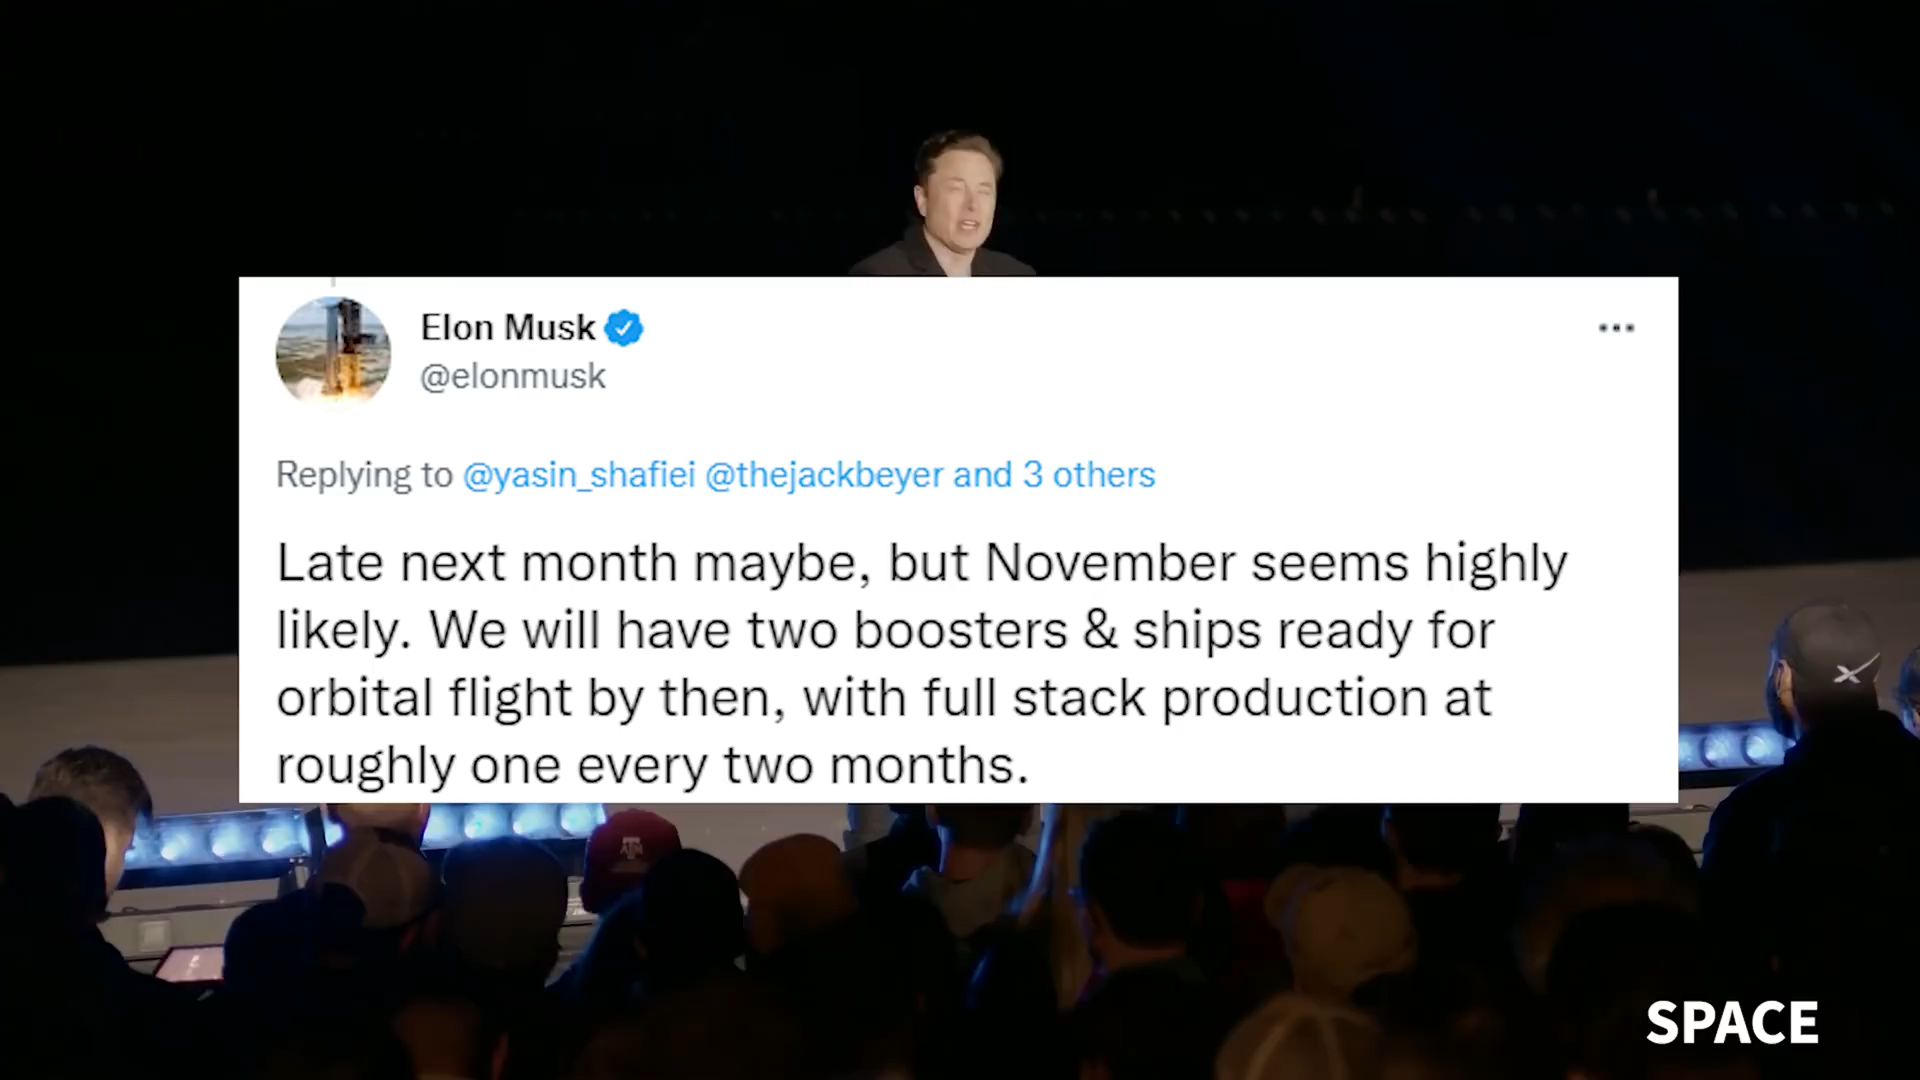 Elon Musk
@elonmusk
Replying to @yasin_shafiei @thejackbeyer and 3 others
Late next month maybe, but November seems highly
likely. We will have two boosters & ships ready for
orbital flight by then, with full stack production at
roughly one every two months.
ATM
SPACE